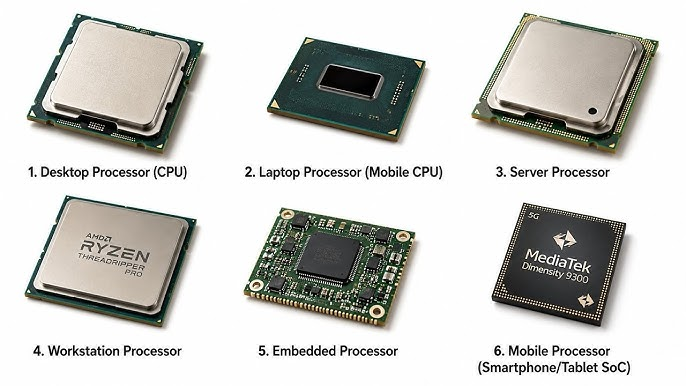 1. Desktop Processor (CPU)
2. Laptop Processor (Mobile CPU)
3. Server Processor
AMD
RYZEN
THREADRIPPER
PRO
4. Workstation Processor
5. Embedded Processor
5G
MediaTek
Dimensity 9300
6. Mobile Processor
(Smartphone/Tablet SoC)